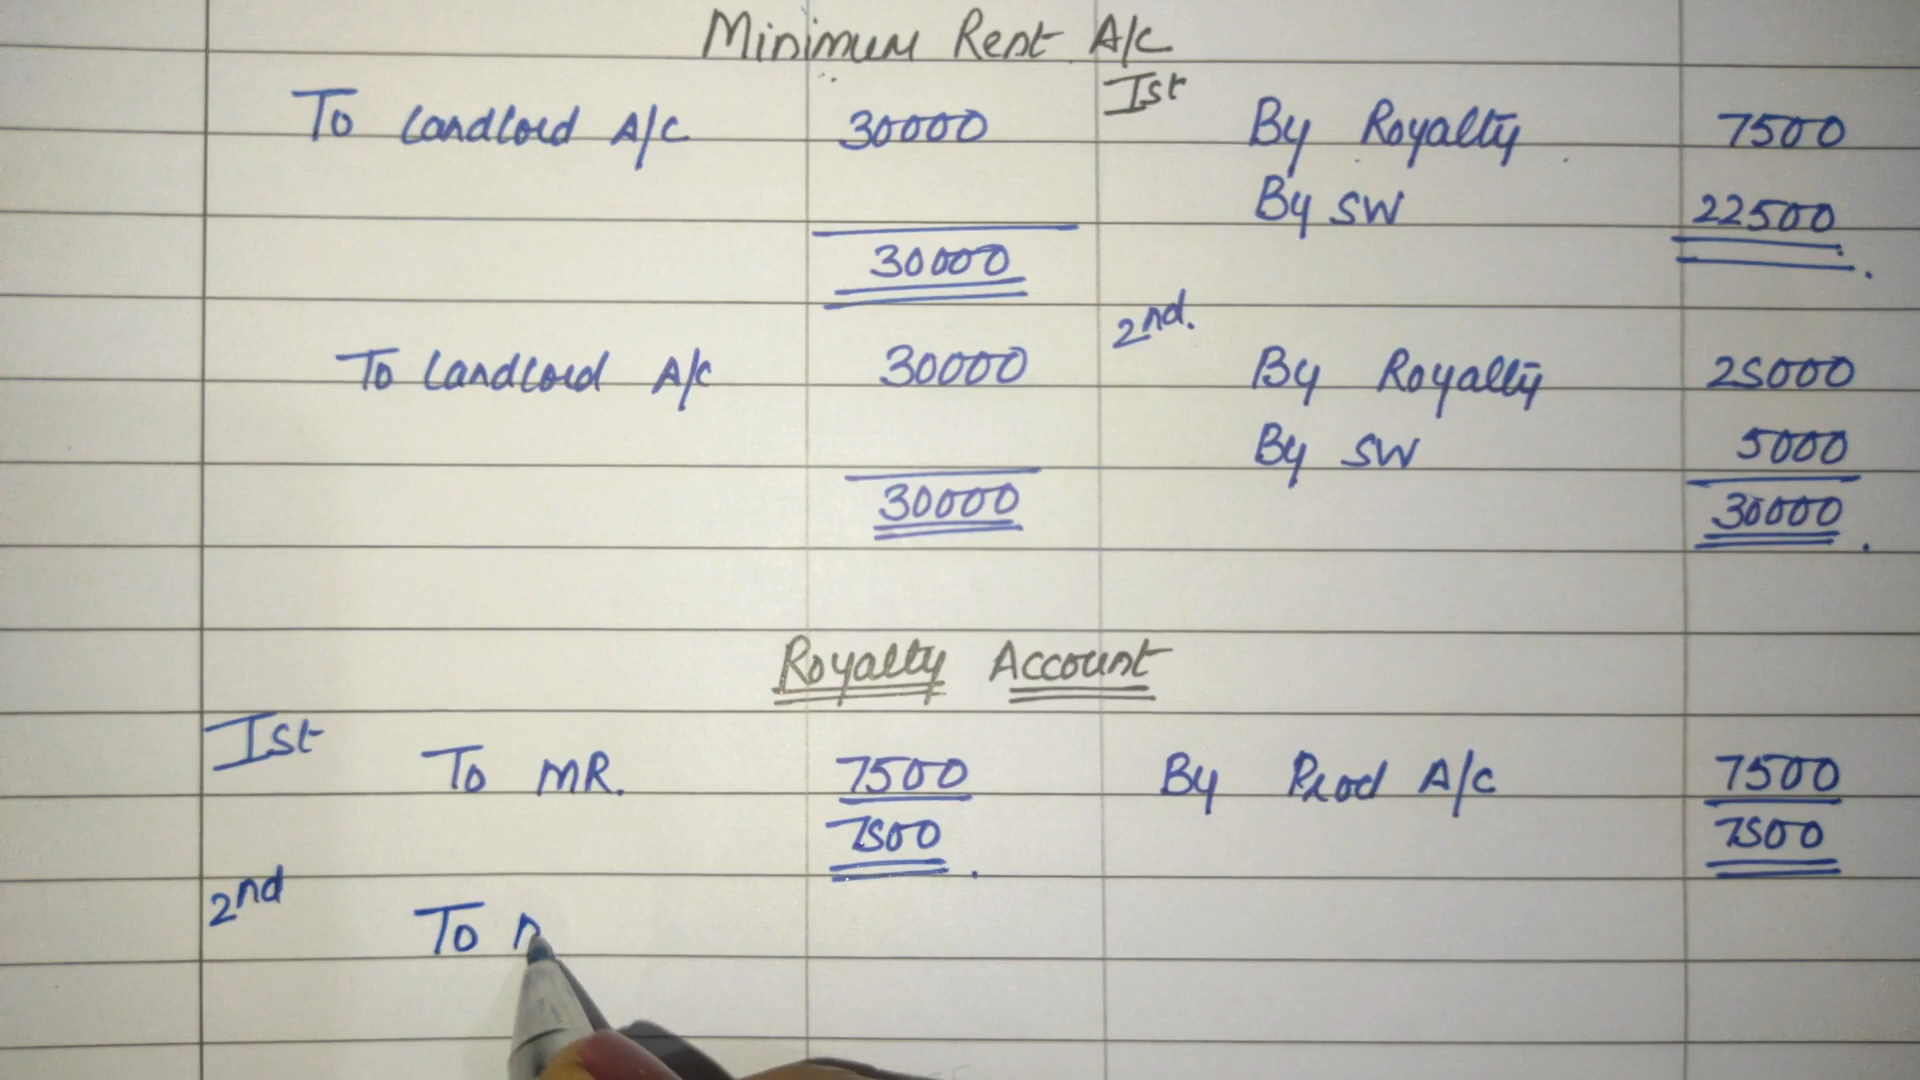 Minimum Rent A/c
Ist
To Landlord A/C 30000 By Royalty 7500
By SW 22500
30000
2nd.
To Landlord A/c 30000 By Royalty 25000
By SW 5000
30000 30000
Royalty Account
Ist
To MR. 7500 By Prod A/C 7500
7500 7500
2nd
To